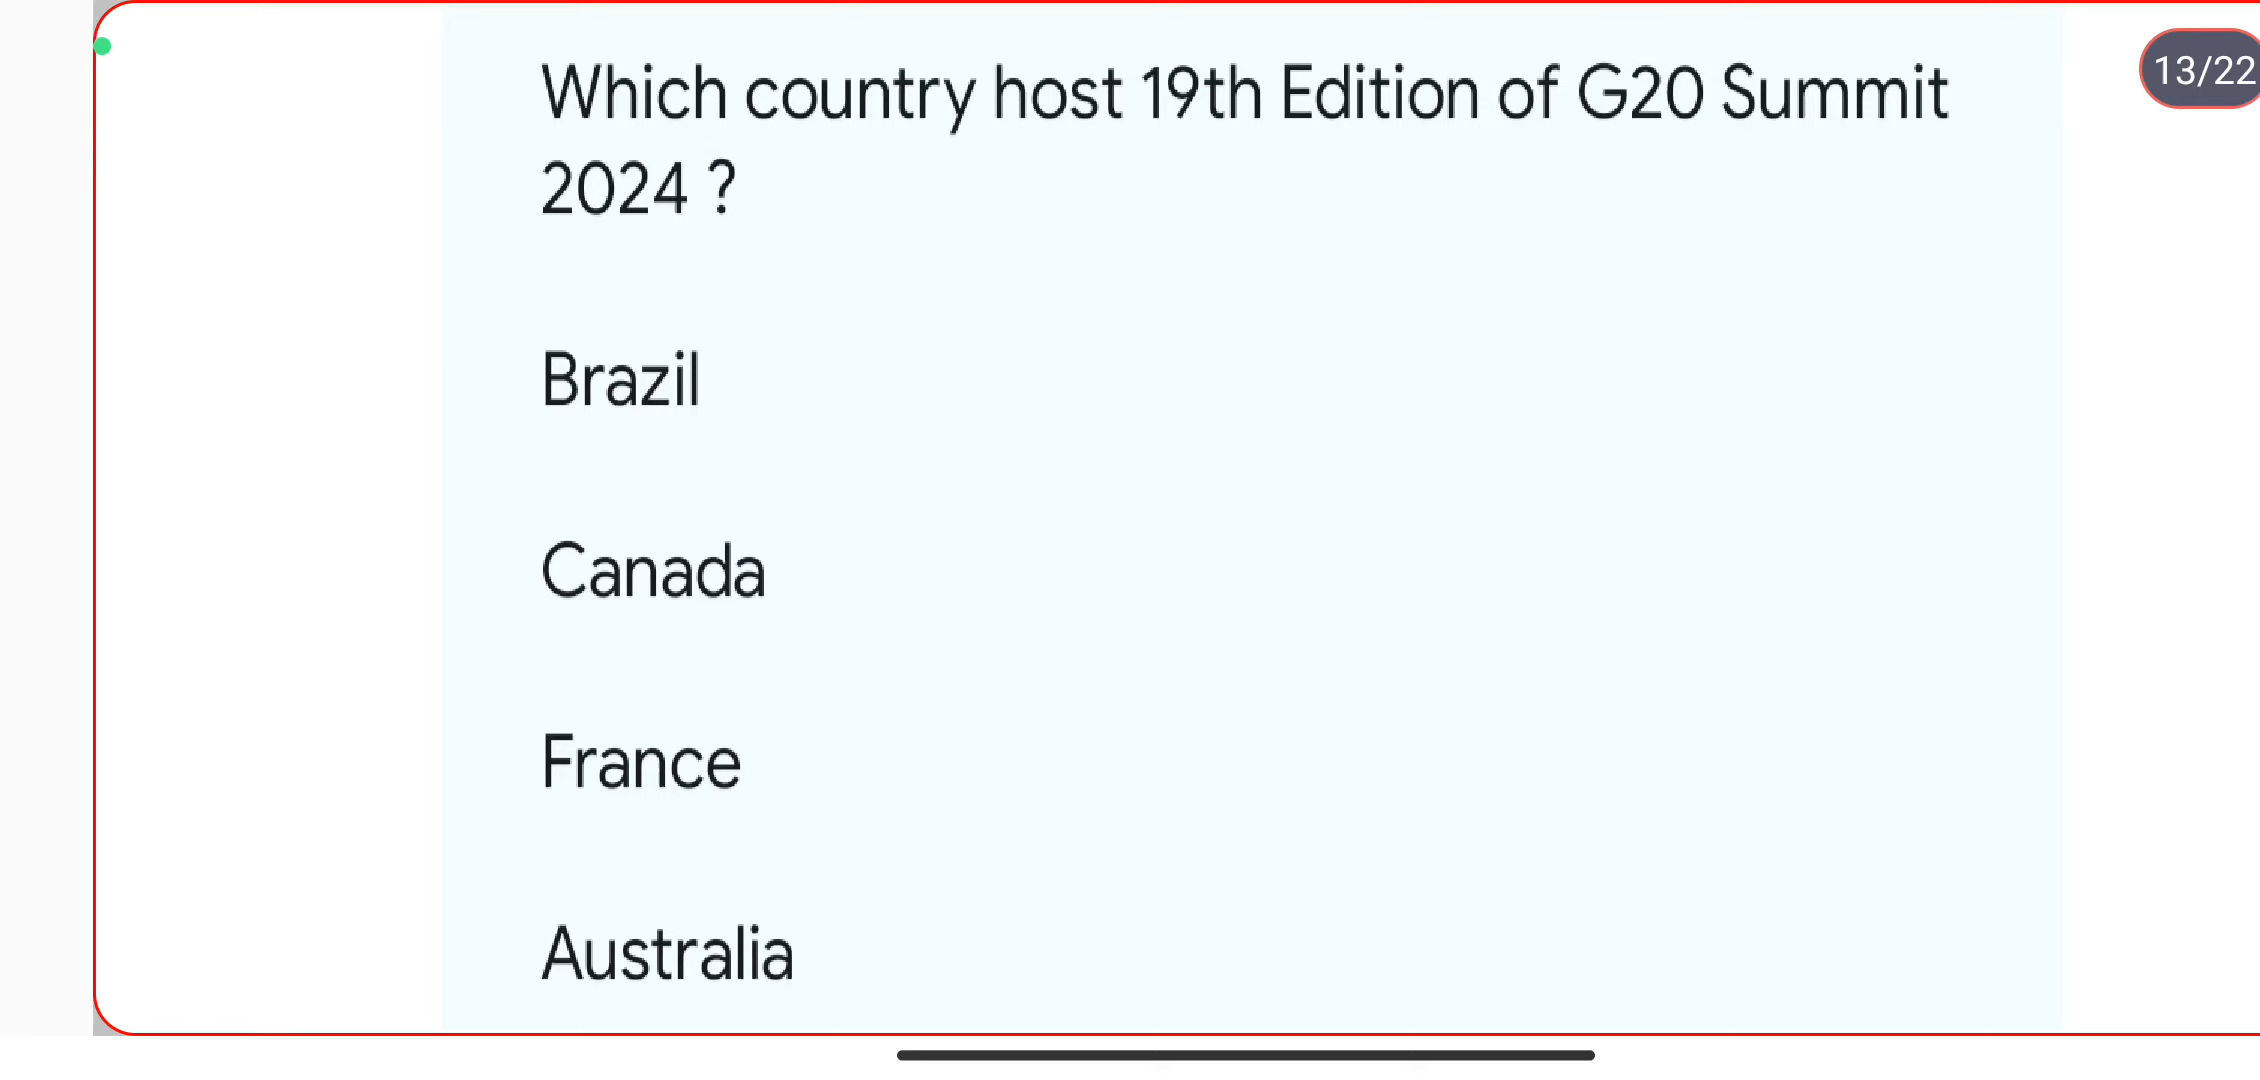 Which country host 19th Edition of G20 Summit
2024 ?
13/22
Brazil
Canada
France
Australia